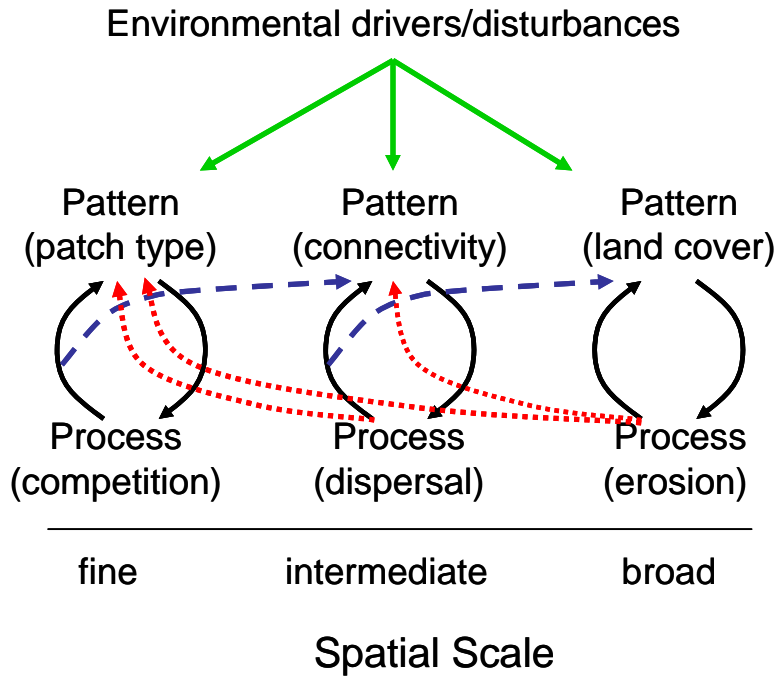 Environmental drivers/disturbances
Pattern Pattern Pattern
(patch type) (connectivity) (land cover)
Process Process Process
(competition) (dispersal) (erosion)
fine intermediate broad
Spatial Scale